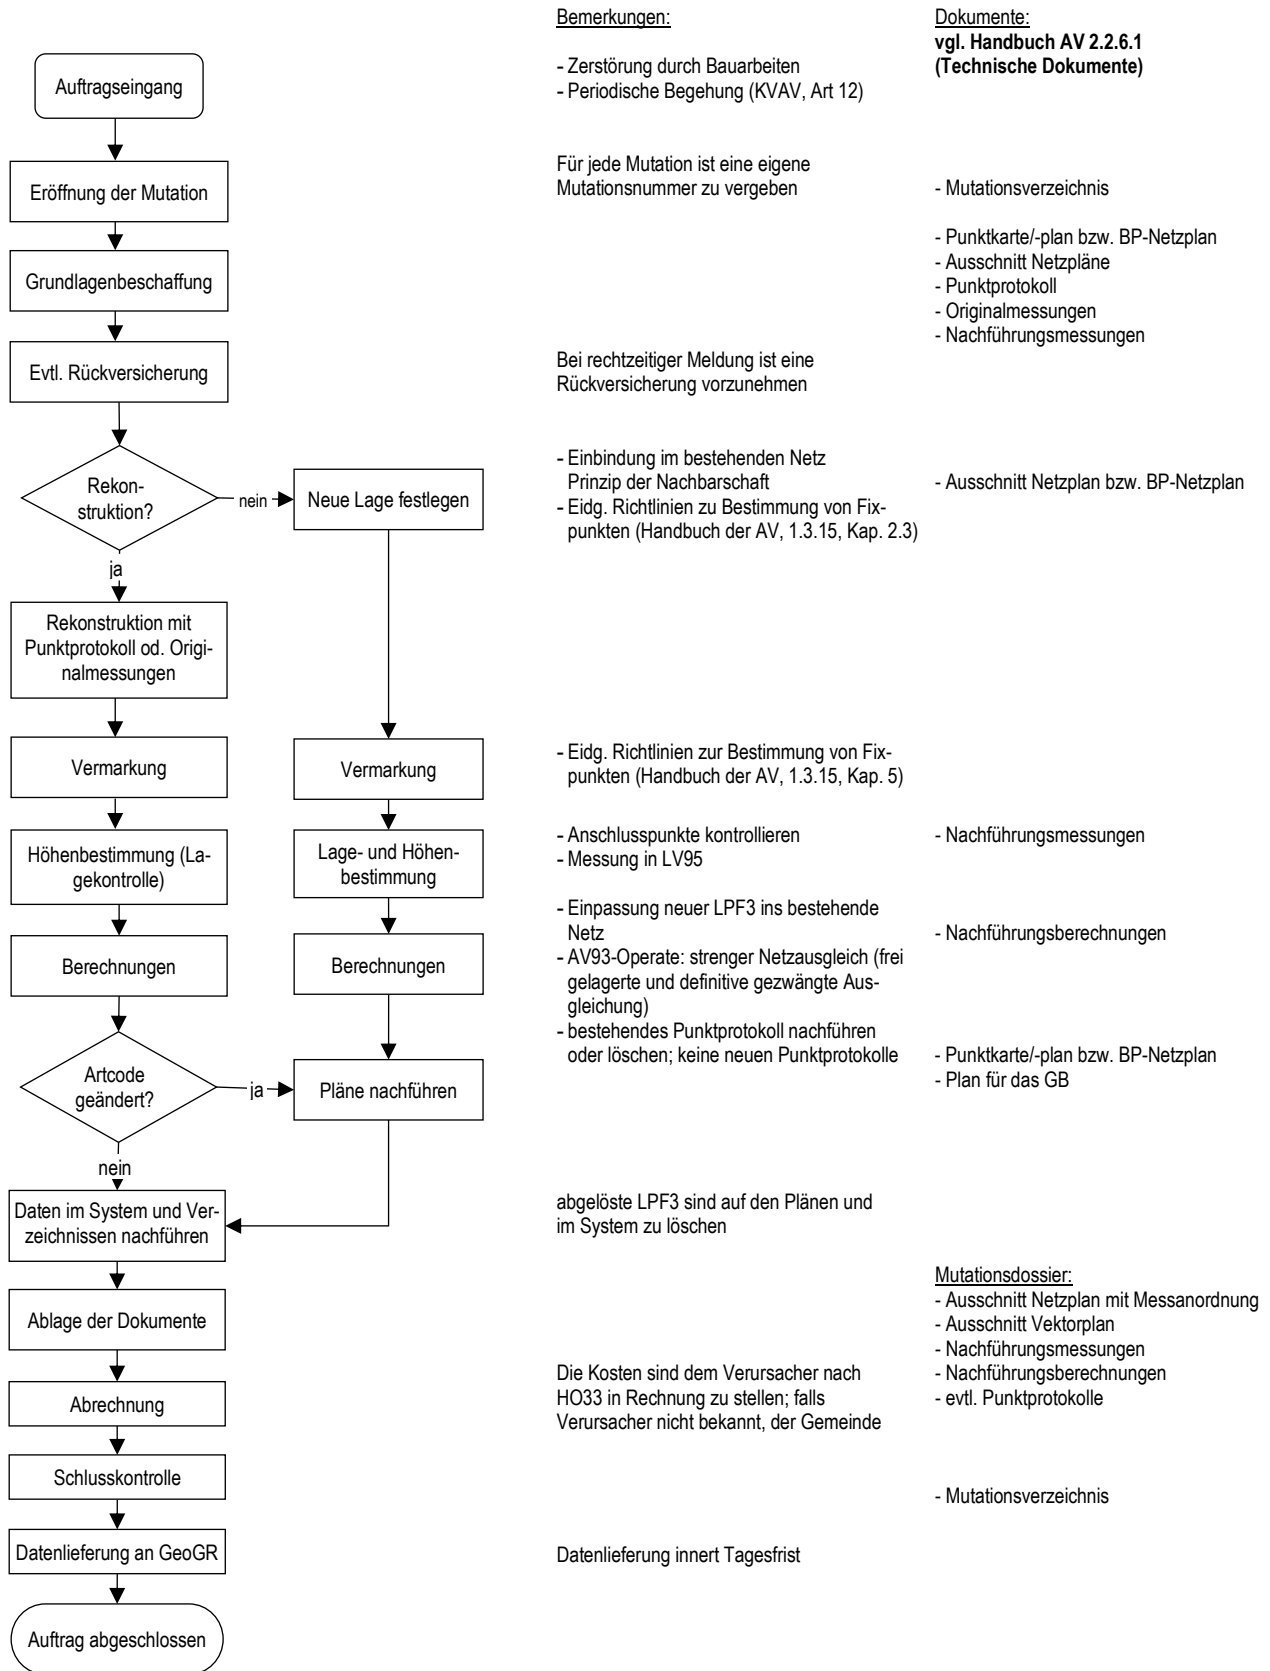 Bemerkungen:
Dokumente:
vgl. Handbuch AV 2.2.6.1
(Technische Dokumente)
Auftragseingang
- Zerstörung durch Bauarbeiten
- Periodische Begehung (KVAV, Art 12)
Eröffnung der Mutation
Für jede Mutation ist eine eigene
Mutationsnummer zu vergeben
- Mutationsverzeichnis
Grundlagenbeschaffung
- Punktkarte/-plan bzw. BP-Netzplan
- Ausschnitt Netzpläne
- Punktprotokoll
- Originalmessungen
- Nachführungsmessungen
Evtl. Rückversicherung
Bei rechtzeitiger Meldung ist eine
Rückversicherung vorzunehmen
Rekon-
struktion?
nein
Neue Lage festlegen
- Einbindung im bestehenden Netz
Prinzip der Nachbarschaft
- Eidg. Richtlinien zu Bestimmung von Fix-
punkten (Handbuch der AV, 1.3.15, Kap. 2.3)
- Ausschnitt Netzplan bzw. BP-Netzplan
ja
Rekonstruktion mit
Punktprotokoll od. Origi-
nalmessungen
Vermarkung
Vermarkung
- Eidg. Richtlinien zur Bestimmung von Fix-
punkten (Handbuch der AV, 1.3.15, Kap. 5)
Höhenbestimmung (La-
gekontrolle)
Lage- und Höhen-
bestimmung
- Anschlusspunkte kontrollieren
- Messung in LV95
- Nachführungsmessungen
Berechnungen
Berechnungen
- Einpassung neuer LPF3 ins bestehende
Netz
- AV93-Operate: strenger Netzausgleich (frei
gelagerte und definitive gezwängte Aus-
gleichung)
- bestehendes Punktprotokoll nachführen
oder löschen; keine neuen Punktprotokolle
- Nachführungsberechnungen
Artcode
geändert?
ja
Pläne nachführen
- Punktkarte/-plan bzw. BP-Netzplan
- Plan für das GB
nein
Daten im System und Ver-
zeichnissen nachführen
abgelöste LPF3 sind auf den Plänen und
im System zu löschen
Ablage der Dokumente
Mutationsdossier:
- Ausschnitt Netzplan mit Messanordnung
- Ausschnitt Vektorplan
- Nachführungsmessungen
- Nachführungsberechnungen
- evtl. Punktprotokolle
Abrechnung
Die Kosten sind dem Verursacher nach
HO33 in Rechnung zu stellen; falls
Verursacher nicht bekannt, der Gemeinde
Schlusskontrolle
- Mutationsverzeichnis
Datenlieferung an GeoGR
Datenlieferung innert Tagesfrist
Auftrag abgeschlossen